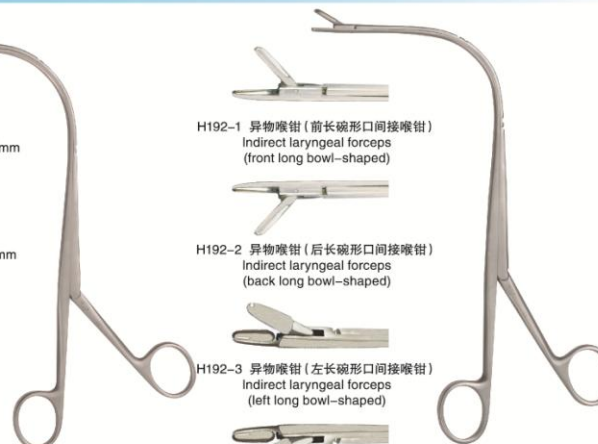 mm
mm
H192-1 异物喉钳(前长碗形口间接喉钳)
Indirect laryngeal forceps
(front long bowl-shaped)
H192-2 异物喉钳(后长碗形口间接喉钳)
Indirect laryngeal forceps
(back long bowl-shaped)
H192-3 异物喉钳(左长碗形口间接喉钳)
Indirect laryngeal forceps
(left long bowl-shaped)